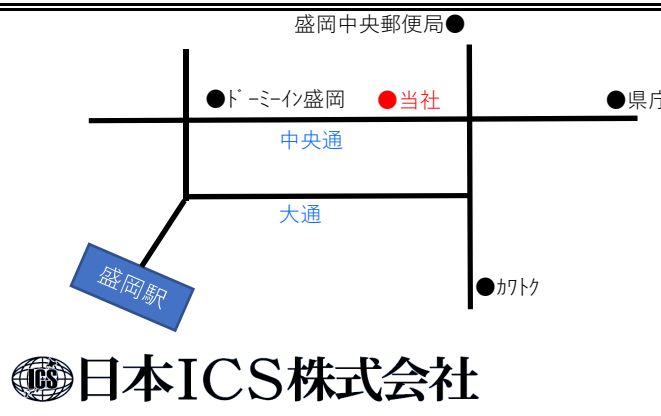 盛岡中央郵便局●
●ﾄﾞｰﾐｰｲﾝ盛岡
●当社
●県庁
中央通
大通
盛岡駅
●ｶﾜﾄｸ
ICS 日本ICS株式会社